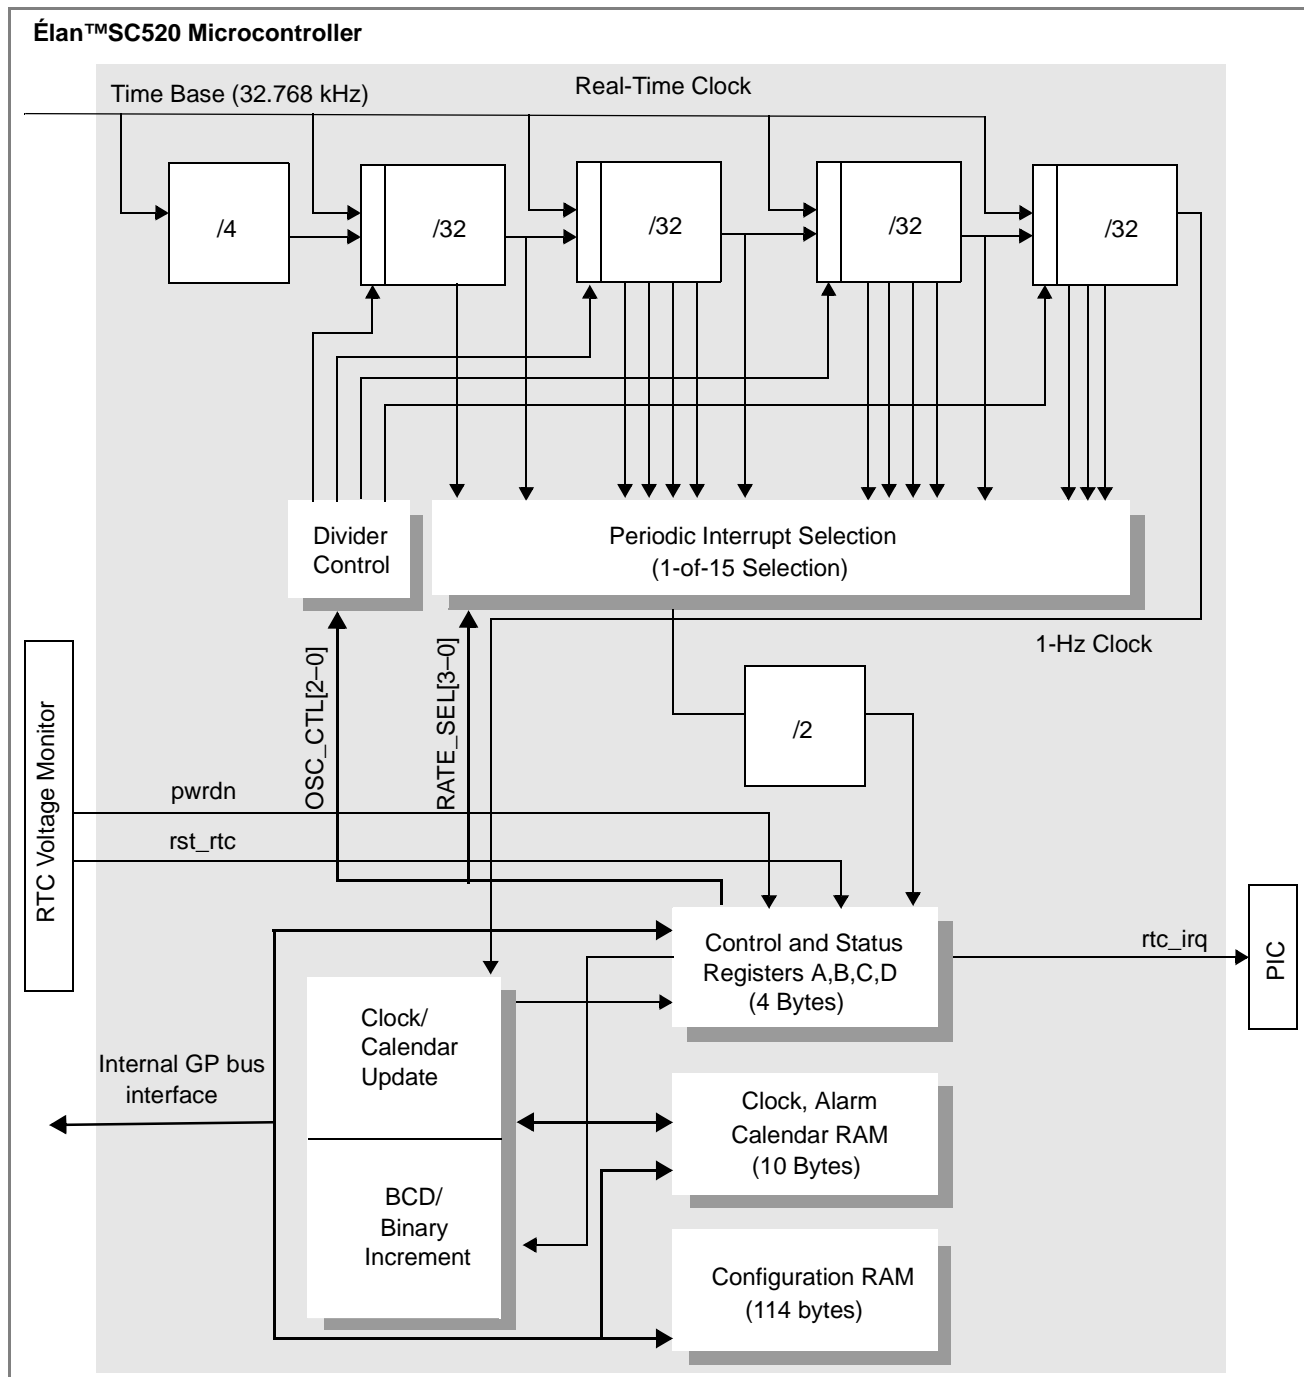 Élan™SC520 Microcontroller
Time Base (32.768 kHz)
Real-Time Clock
/4
/32
/32
/32
/32
Divider
Control
Periodic Interrupt Selection
(1-of-15 Selection)
1-Hz Clock
OSC_CTL[2–0]
RATE_SEL[3–0]
/2
RTC Voltage Monitor
pwrdn
rst_rtc
Control and Status
Registers A,B,C,D
(4 Bytes)
rtc_irq
PIC
Clock/
Calendar
Update
Internal GP bus
interface
Clock, Alarm
Calendar RAM
(10 Bytes)
BCD/
Binary
Increment
Configuration RAM
(114 bytes)